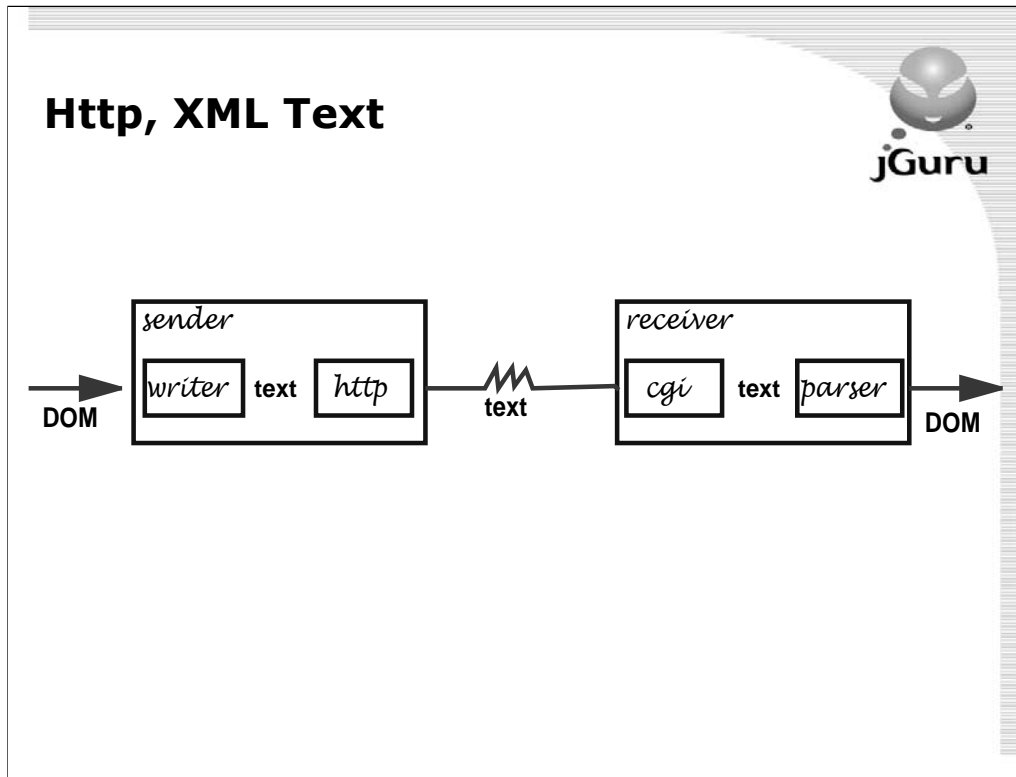 Http, XML Text
jGuru
sender
receiver
writer text http
cgi text parser
DOM
text
DOM